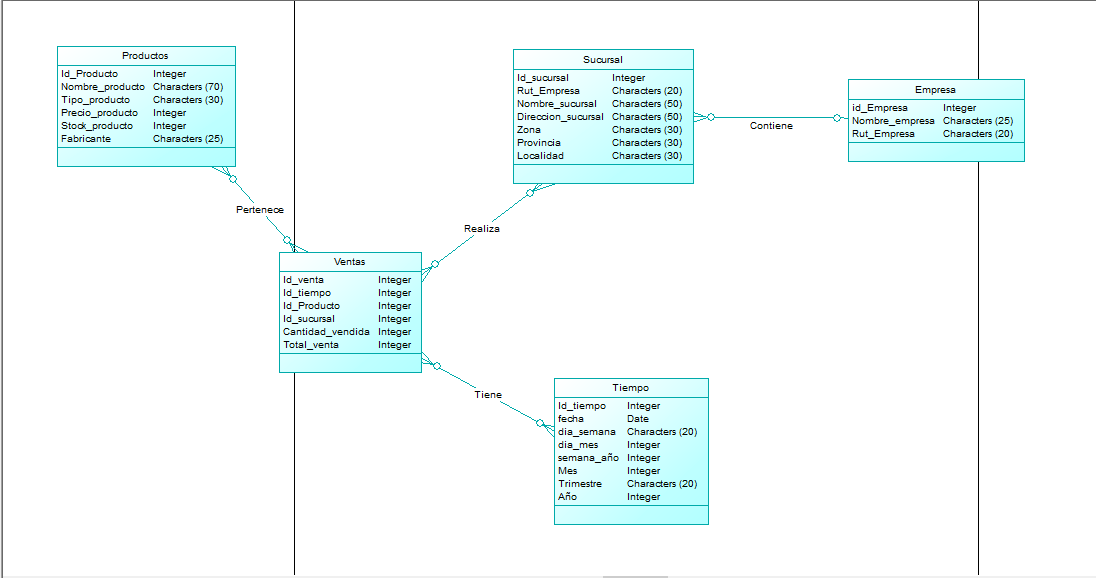 Productos
Id_Producto Integer
Nombre_producto Characters (70)
Tipo_producto Characters (30)
Precio_producto Integer
Stock_producto Integer
Fabricante Characters (25)
Sucursal
Id_sucursal Integer
Rut_Empresa Characters (20)
Nombre_sucursal Characters (50)
Direccion_sucursal Characters (50)
Zona Characters (30)
Provincia Characters (30)
Localidad Characters (30)
Contiene
Empresa
id_Empresa Integer
Nombre_empresa Characters (25)
Rut_Empresa Characters (20)
Pertenece
Realiza
Ventas
Id_venta Integer
Id_tiempo Integer
Id_Producto Integer
Id_sucursal Integer
Cantidad_vendida Integer
Total_venta Integer
Tiene
Tiempo
Id_tiempo Integer
fecha Date
dia_semana Characters (20)
dia_mes Integer
semana_año Integer
Mes Integer
Trimestre Characters (20)
Año Integer